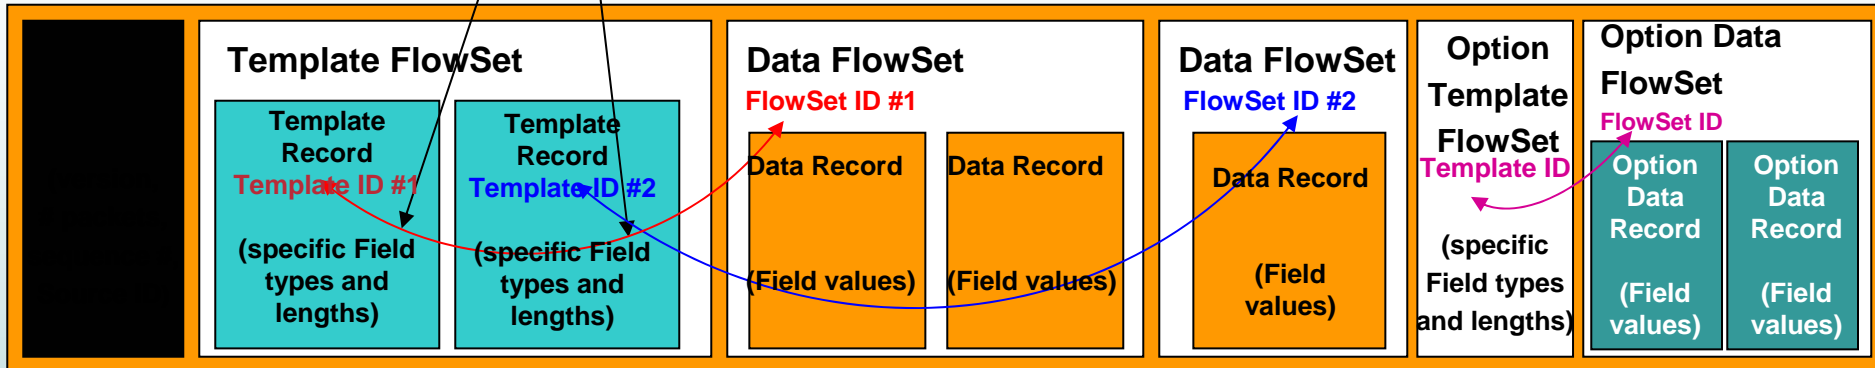 Template FlowSet
Template
Record
Template ID #1
(specific Field
types and
lengths)
Template
Record
Template ID #2
(specific Field
types and
lengths)
Data FlowSet
FlowSet ID #1
Data Record
(Field values)
Data Record
(Field values)
Data FlowSet
FlowSet ID #2
Data Record
(Field
values)
Option
Template
FlowSet
Template ID
(specific
Field types
and lengths)
Option Data
FlowSet
FlowSet ID
Option
Data
Record
(Field
values)
Option
Data
Record
(Field
values)